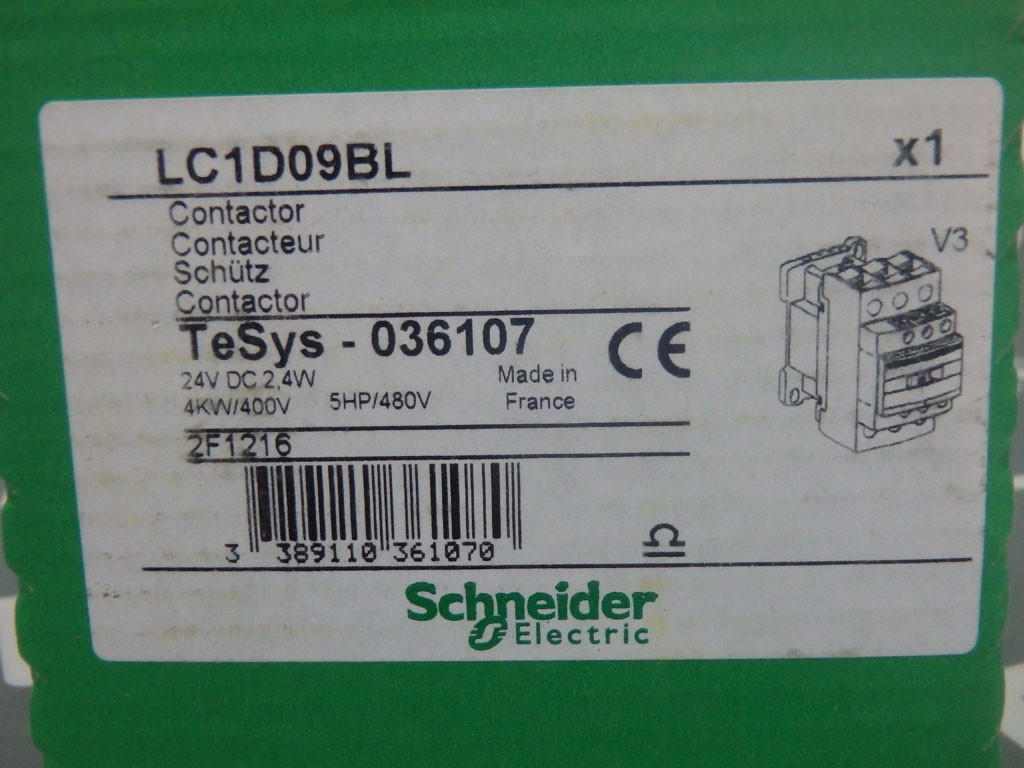 LC1D09BL x1
Contactor
Contacteur
Schütz
Contactor
V3
TeSys - 036107
CE
24V DC 2,4W
Made in
4KW/400V 5HP/480V France
2F1216
3 389110 361070
Schneider
Electric